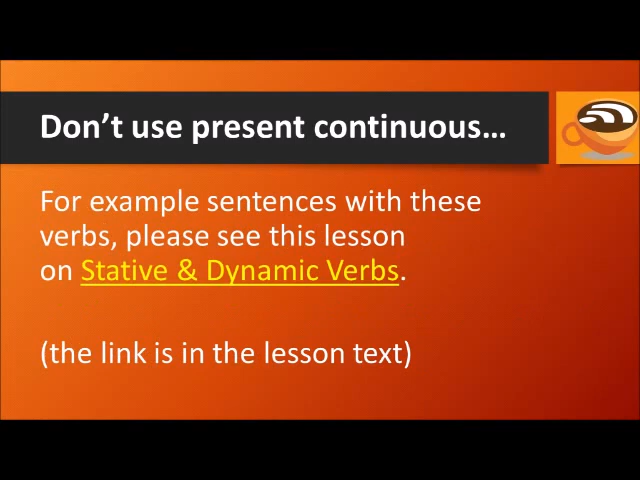 Don’t use present continuous…
For example sentences with these
verbs, please see this lesson
on Stative & Dynamic Verbs.
(the link is in the lesson text)